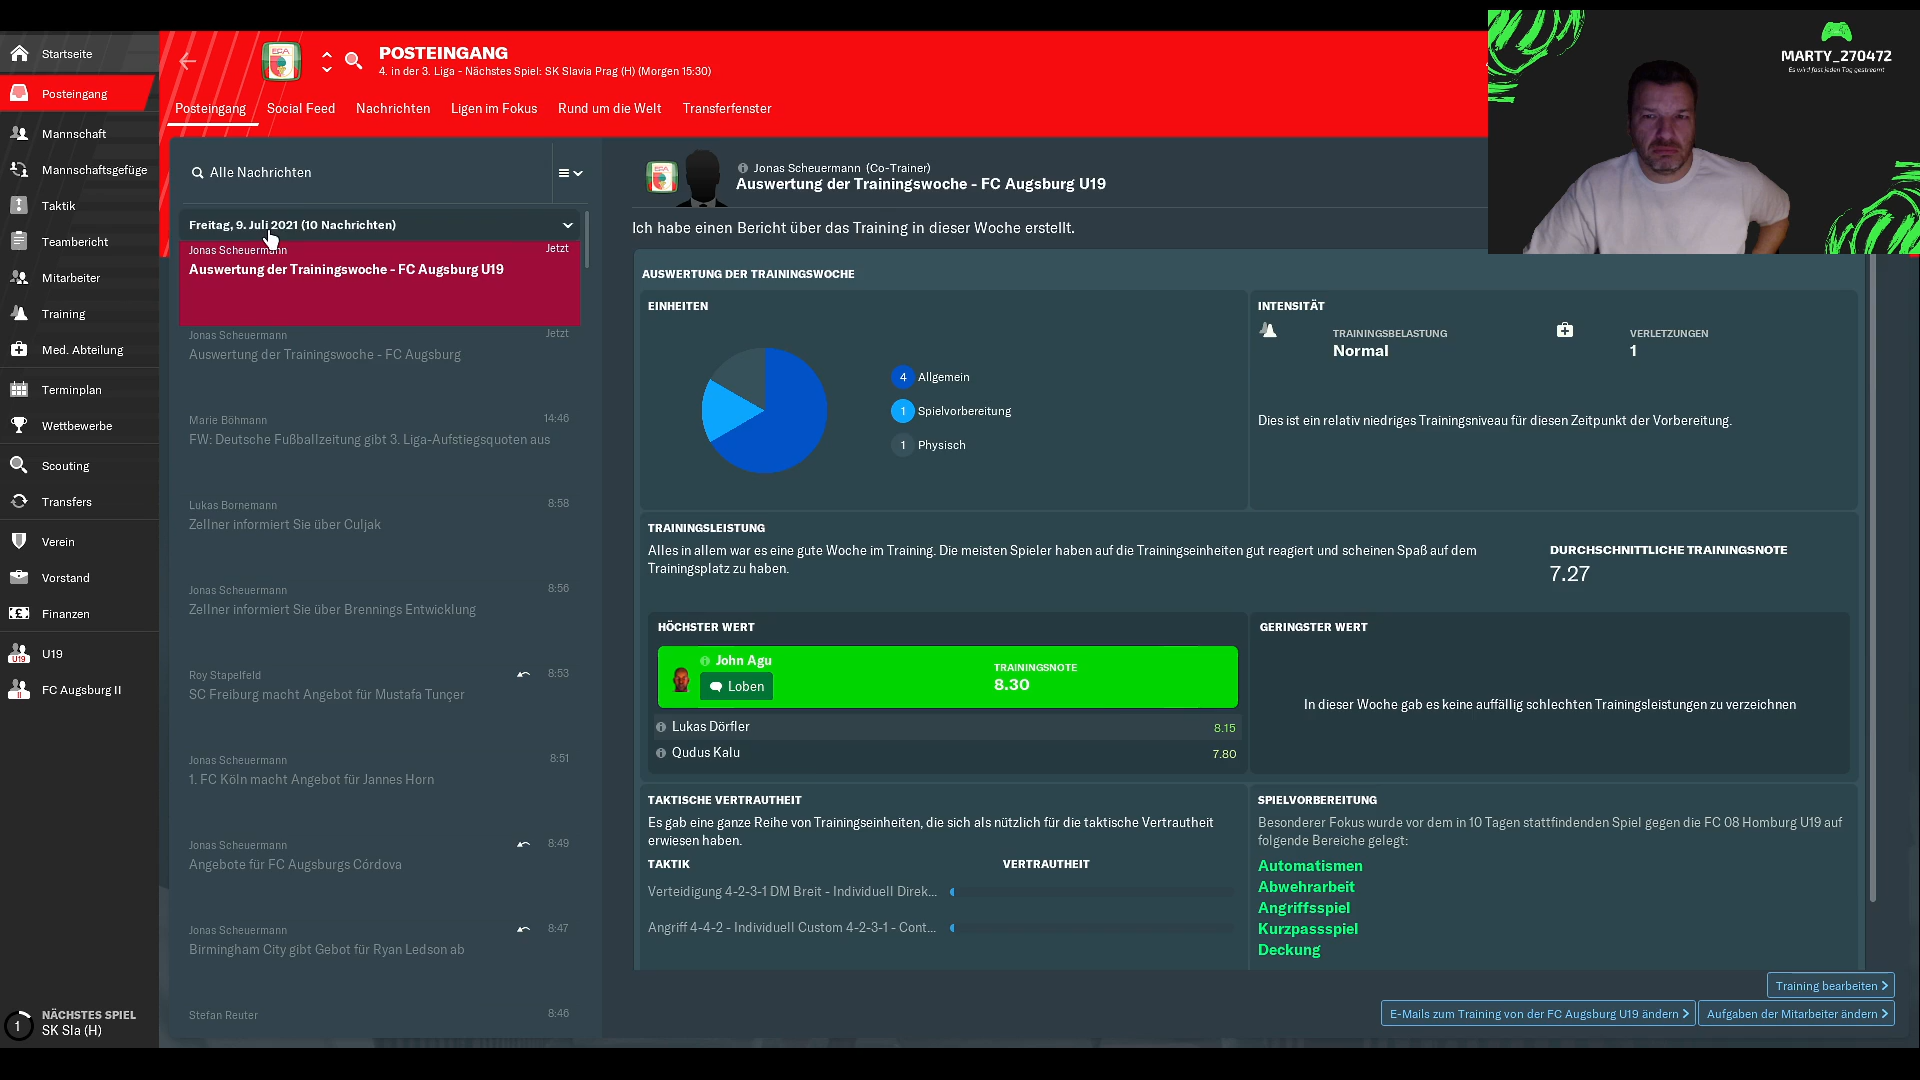 Startseite
Posteingang
Mannschaft
Mannschaftsgefüge
Taktik
Teambericht
Mitarbeiter
Training
Med. Abteilung
Terminplan
Wettbewerbe
Scouting
Transfers
Verein
Vorstand
Finanzen
U19
U19
FC Augsburg II
II
1
NÄCHSTES SPIEL
SK Sla (H)
FCA
POSTEINGANG
4. in der 3. Liga - Nächstes Spiel: SK Slavia Prag (H) (Morgen 15:30)
Posteingang Social Feed Nachrichten Ligen im Fokus Rund um die Welt Transferfenster
MARTY_270472
Es wird fast jeden Tag gestreamt
Alle Nachrichten
Freitag, 9. Juli 2021 (10 Nachrichten)
Jonas Scheuermann Jetzt
Auswertung der Trainingswoche - FC Augsburg U19
Jonas Scheuermann Jetzt
Auswertung der Trainingswoche - FC Augsburg
Marie Böhmann 14:46
FW: Deutsche Fußballzeitung gibt 3. Liga-Aufstiegsquoten aus
Lukas Bornemann 8:58
Zellner informiert Sie über Culjak
Jonas Scheuermann 8:56
Zellner informiert Sie über Brennings Entwicklung
Roy Stapelfeld 8:53
SC Freiburg macht Angebot für Mustafa Tunçer
Jonas Scheuermann 8:51
1. FC Köln macht Angebot für Jannes Horn
Jonas Scheuermann 8:49
Angebote für FC Augsburgs Córdova
Jonas Scheuermann 8:47
Birmingham City gibt Gebot für Ryan Ledson ab
Stefan Reuter 8:46
Jonas Scheuermann (Co-Trainer)
Auswertung der Trainingswoche - FC Augsburg U19
Ich habe einen Bericht über das Training in dieser Woche erstellt.
AUSWERTUNG DER TRAININGSWOCHE
EINHEITEN
4 Allgemein
1 Spielvorbereitung
1 Physisch
INTENSITÄT
TRAININGSBELASTUNG VERLETZUNGEN
Normal 1
Dies ist ein relativ niedriges Trainingsniveau für diesen Zeitpunkt der Vorbereitung.
TRAININGSLEISTUNG
Alles in allem war es eine gute Woche im Training. Die meisten Spieler haben auf die Trainingseinheiten gut reagiert und scheinen Spaß auf dem
Trainingsplatz zu haben.
DURCHSCHNITTLICHE TRAININGSNOTE
7.27
HÖCHSTER WERT
John Agu
Loben
TRAININGSNOTE
8.30
Lukas Dörfler 8.15
Qudus Kalu 7.80
GERINGSTER WERT
In dieser Woche gab es keine auffällig schlechten Trainingsleistungen zu verzeichnen
TAKTISCHE VERTRAUTHEIT
Es gab eine ganze Reihe von Trainingseinheiten, die sich als nützlich für die taktische Vertrautheit
erwiesen haben.
TAKTIK VERTRAUTHEIT
Verteidigung 4-2-3-1 DM Breit - Individuell Direk...
Angriff 4-4-2 - Individuell Custom 4-2-3-1 - Cont...
SPIELVORBEREITUNG
Besonderer Fokus wurde vor dem in 10 Tagen stattfindenden Spiel gegen die FC 08 Homburg U19 auf
folgende Bereiche gelegt:
Automatismen
Abwehrarbeit
Angriffsspiel
Kurzpassspiel
Deckung
Training bearbeiten
E-Mails zum Training von der FC Augsburg U19 ändern
Aufgaben der Mitarbeiter ändern